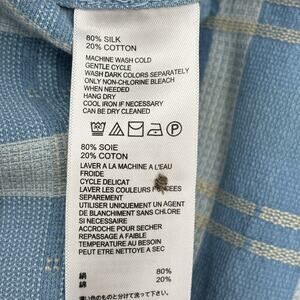 80% SILK
20% COTTON
MACHINE WASH COLD
GENTLE CYCLE
WASH DARK COLORS SEPARATELY
ONLY NON-CHLORINE BLEACH
WHEN NEEDED
HANG DRY
COOL IRON IF NECESSARY
CAN BE DRY CLEANED
80% SOIE
20% COTON
LAVER A LA MACHINE A L'EAU
FROIDE
CYCLE DELICAT
LAVER LES COULEURS
SEPAREMENT
UTILISER UNIQUEMENT UN AGENT
DE BLANCHIMENT SANS CHLORE
SI NECESSAIRE
ACCROCHE POUR SECHER
REPASSAGE A FAIBLE
TEMPERATURE AU BESOIN
PEUT ETRE NETTOYE A SEC
絹 80%
綿 20%